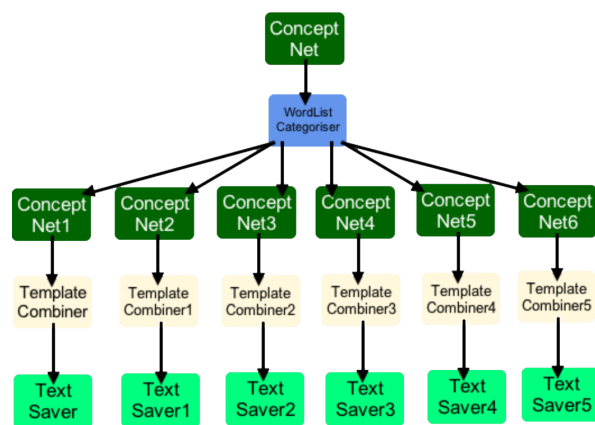 Concept
Net
WordList
Categoriser
Concept
Net1
Concept
Net2
Concept
Net3
Concept
Net4
Concept
Net5
Concept
Net6
Template
Combiner
Template
Combiner1
Template
Combiner2
Template
Combiner3
Template
Combiner4
Template
Combiner5
Text
Saver
Text
Saver1
Text
Saver2
Text
Saver3
Text
Saver4
Text
Saver5